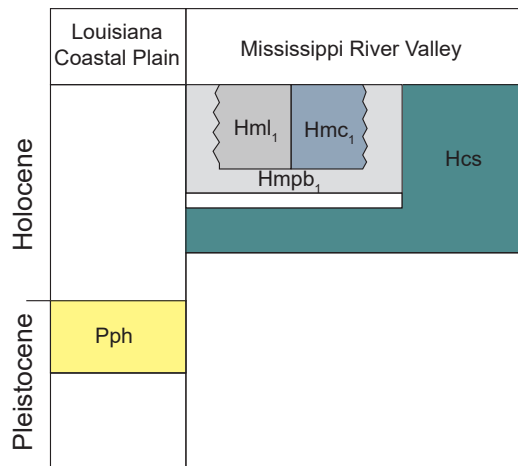 Louisiana
Coastal Plain
Mississippi River Valley
Holocene
Hml₁
Hmc₁
Hcs
Hmpb₁
Pleistocene
Pph